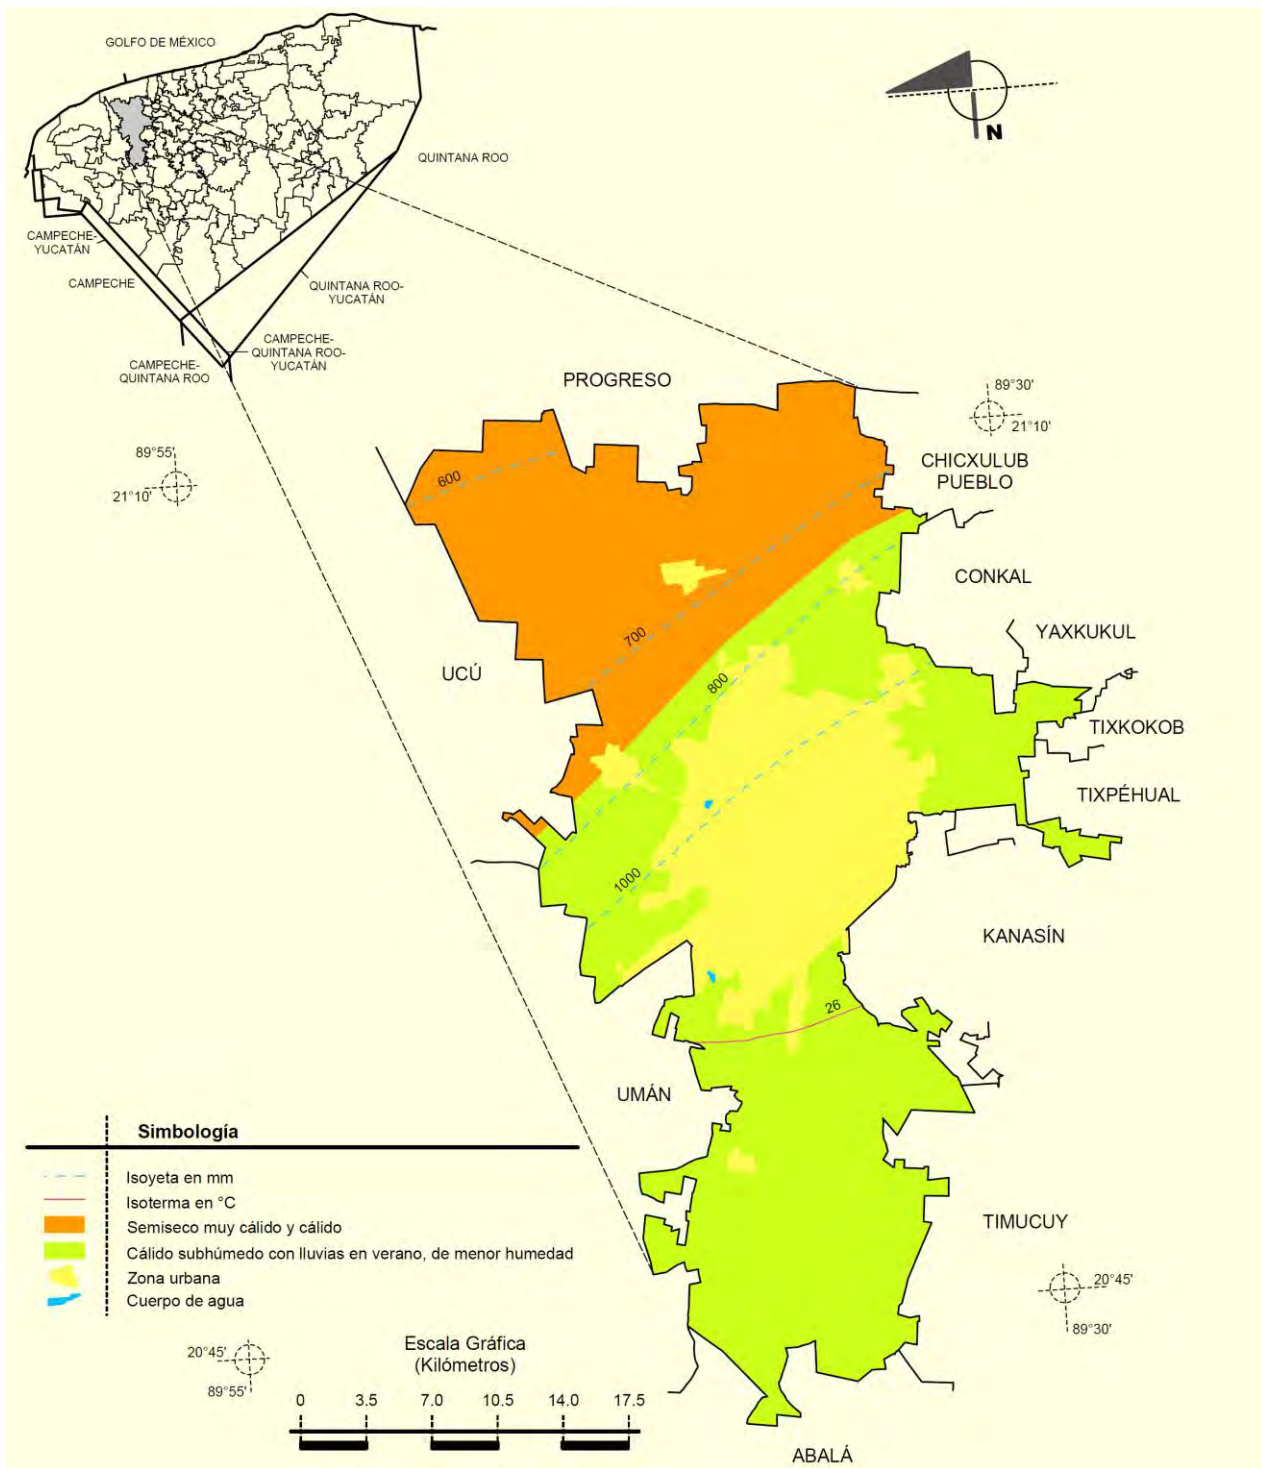 GOLFO DE MÉXICO
QUINTANA ROO
CAMPECHE-
YUCATÁN
CAMPECHE
QUINTANA ROO-
YUCATÁN
CAMPECHE-
QUINTANA ROO-
YUCATÁN
CAMPECHE-
QUINTANA ROO
N
PROGRESO
89°30'
21°10'
89°55'
21°10'
CHICXULUB
PUEBLO
600
CONKAL
700
YAXKUKUL
UCÚ
800
TIXKOKOB
TIXPÉHUAL
1000
KANASÍN
26
UMÁN
TIMUCUY
Simbología
Isoyeta en mm
Isoterma en °C
Semiseco muy cálido y cálido
Cálido subhúmedo con lluvias en verano, de menor humedad
Zona urbana
Cuerpo de agua
20°45'
89°30'
20°45'
89°55'
Escala Gráfica
(Kilómetros)
0 3.5 7.0 10.5 14.0 17.5
ABALÁ